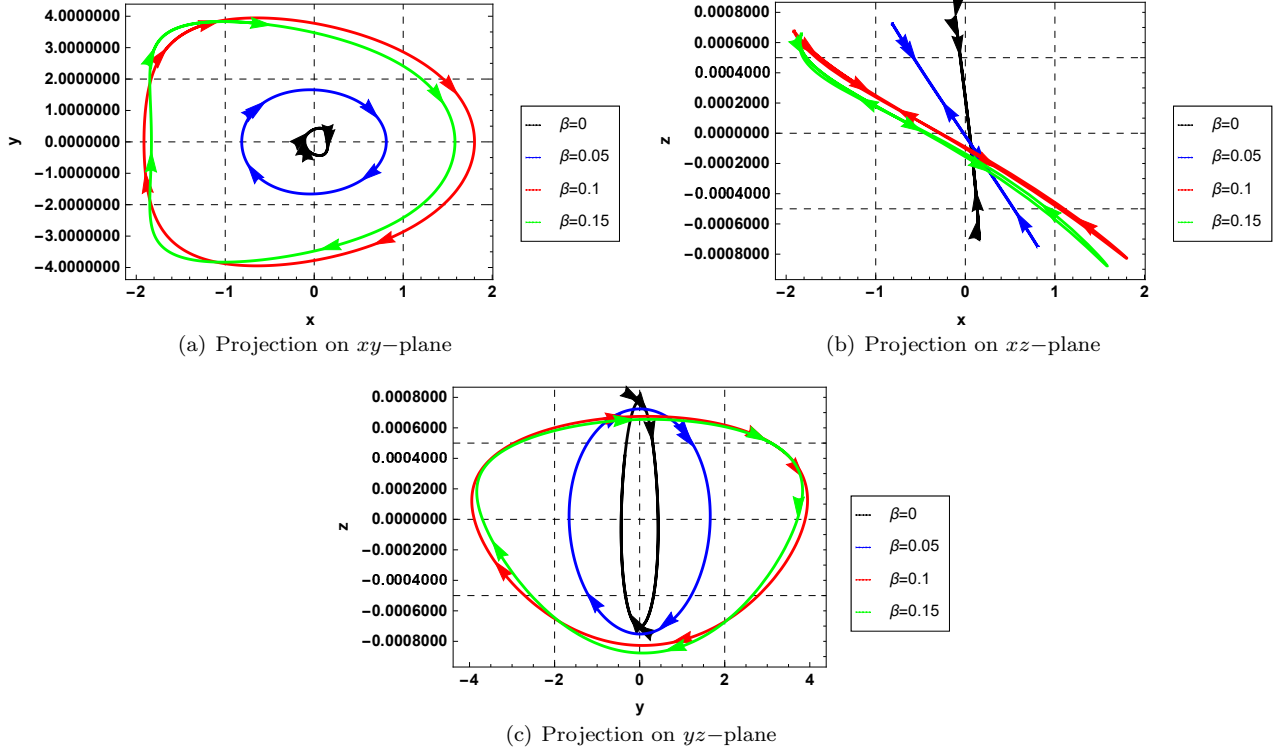 4.0000000
2.0000000
1.0000000
0.0000000
-1.0000000
-2.0000000
-3.0000000
-4.0000000
y
-2 -1 0 1 2
x
β=0
β=0.05
β=0.1
β=0.15
(a) Projection on xy−plane
0.0008000
0.0006000
0.0004000
0.0000000
-0.0002000
-0.0004000
-0.0006000
-0.0008000
z
-2 -1 0 1 2
x
β=0
β=0.05
β=0.1
β=0.15
(b) Projection on xz−plane
0.0008000
0.0006000
0.0004000
0.0002000
0.0000000
-0.0002000
-0.0004000
-0.0006000
-0.0008000
z
-4 -2 0 2 4
y
β=0
β=0.05
β=0.1
β=0.15
(c) Projection on yz−plane